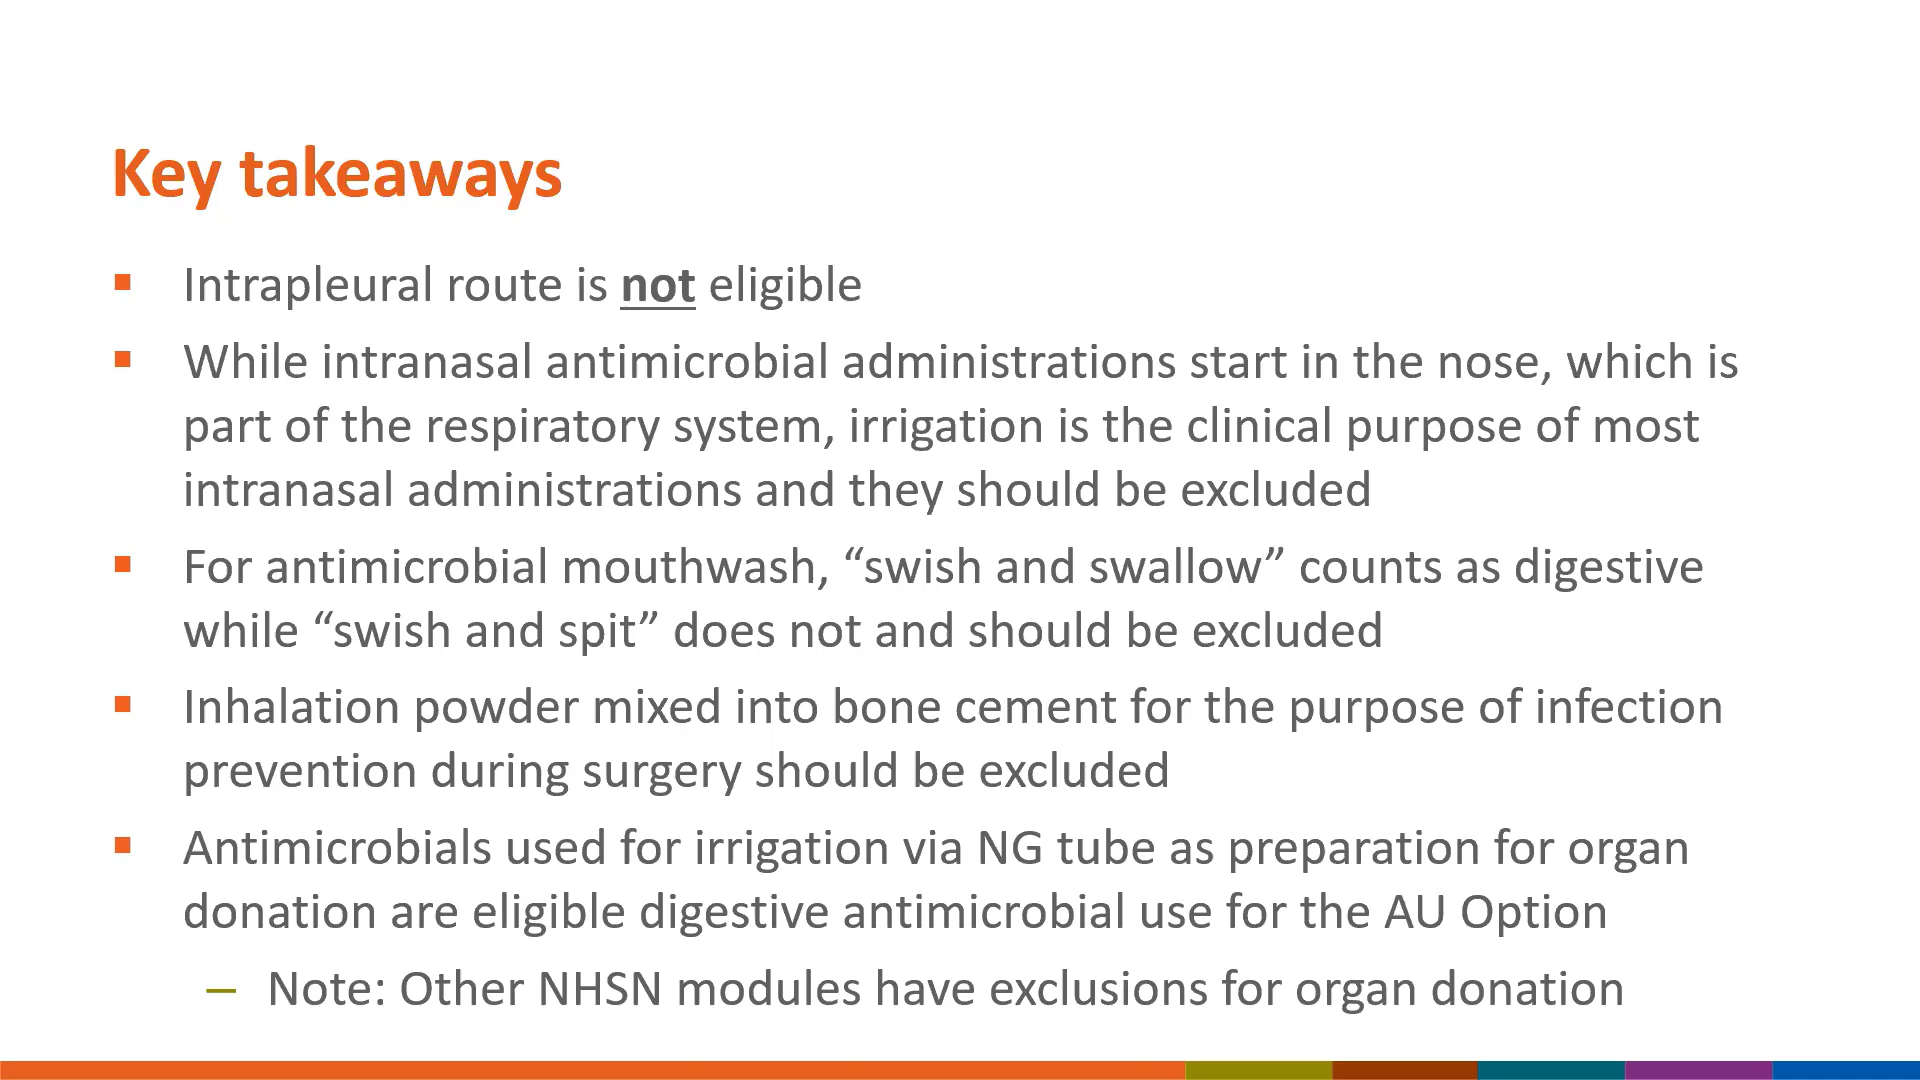 Key takeaways
▪ Intrapleural route is not eligible
▪ While intranasal antimicrobial administrations start in the nose, which is
part of the respiratory system, irrigation is the clinical purpose of most
intranasal administrations and they should be excluded
▪ For antimicrobial mouthwash, “swish and swallow” counts as digestive
while “swish and spit” does not and should be excluded
▪ Inhalation powder mixed into bone cement for the purpose of infection
prevention during surgery should be excluded
▪ Antimicrobials used for irrigation via NG tube as preparation for organ
donation are eligible digestive antimicrobial use for the AU Option
– Note: Other NHSN modules have exclusions for organ donation